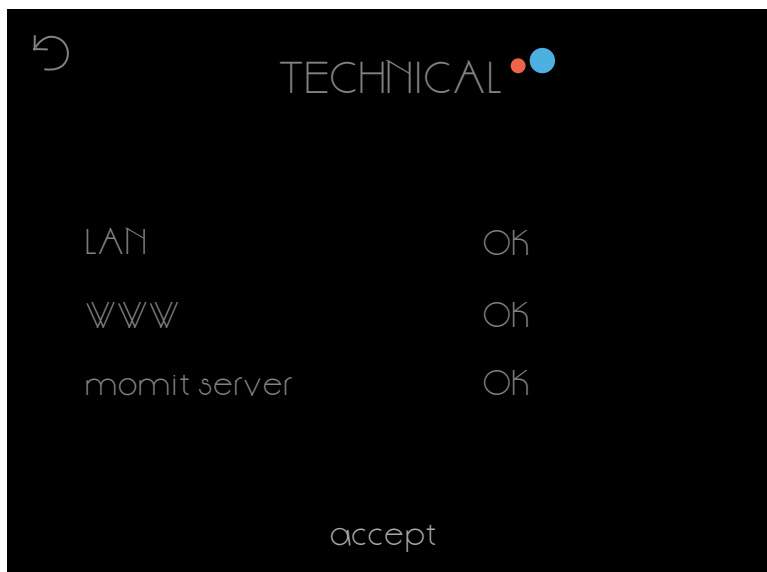 TECHNICAL
LAN OK
WWW OK
momit server OK
accept